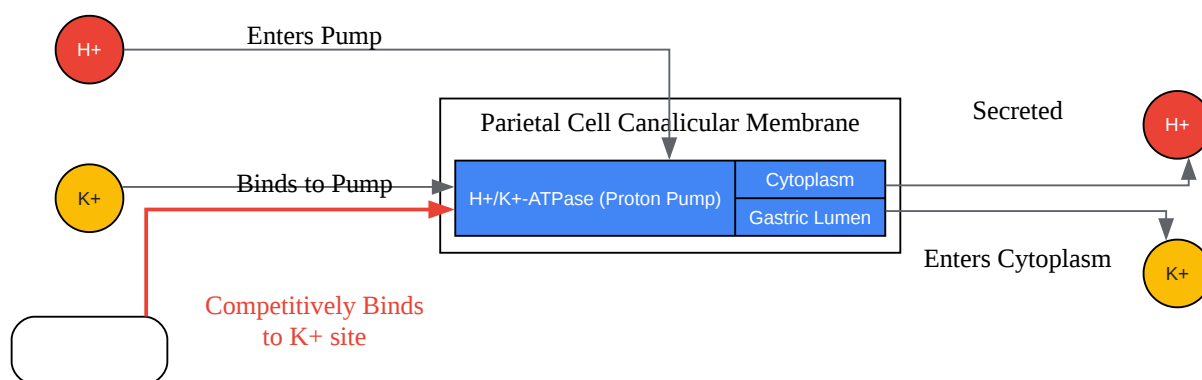 H+
Enters Pump
Parietal Cell Canalicular Membrane
Secreted
H+
K+
Binds to Pump
H+/K+-ATPase (Proton Pump)
Cytoplasm
Gastric Lumen
Enters Cytoplasm
K+
Competitively Binds
to K+ site